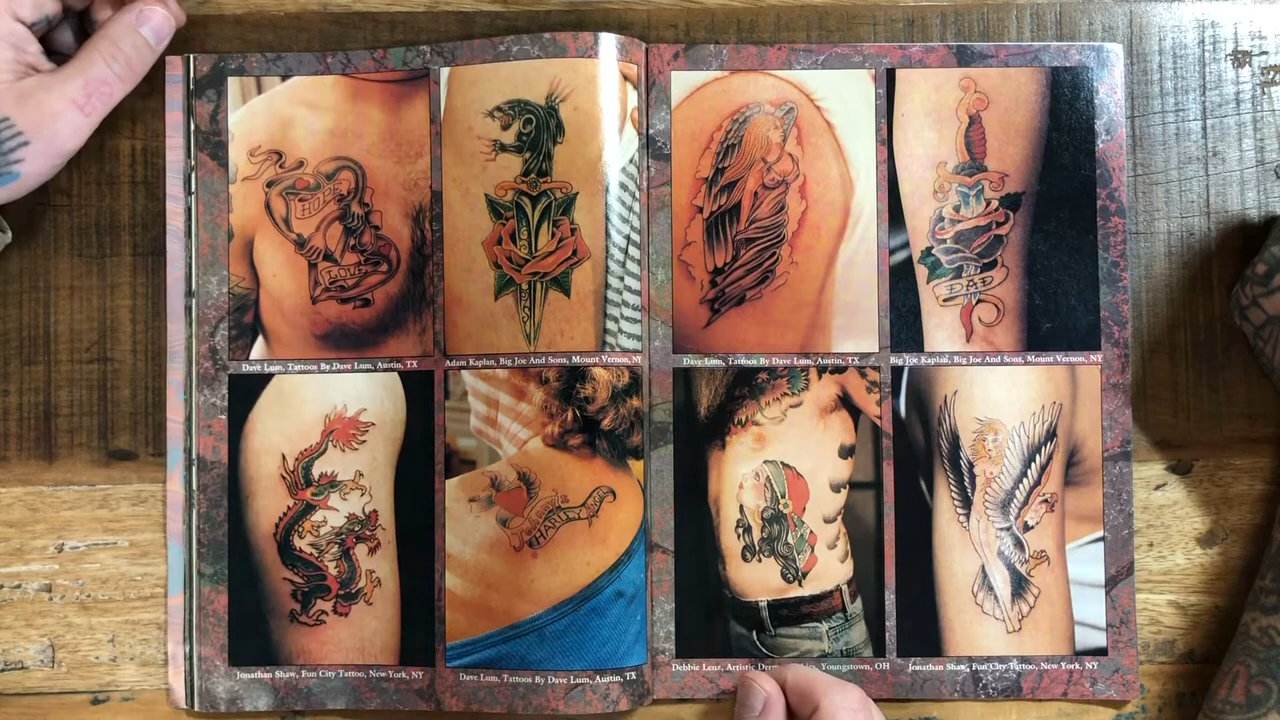 HOPE
LOVE
Dave Lum, Tattoos By Dave Lum, Austin, TX
Adam Kaplan, Big Joe And Sons, Mount Vernon, NY
Jonathan Shaw, Fun City Tattoo, New York, NY
HARLEY
Dave Lum, Tattoos By Dave Lum, Austin, TX
Dave Lum, Tattoos By Dave Lum, Austin, TX
DAD
Big Joe Kaplan, Big Joe And Sons, Mount Vernon, NY
Debbie Lenz, Artistic Youngstown, OH
Jonathan Shaw, Fun City Tattoo, New York, NY